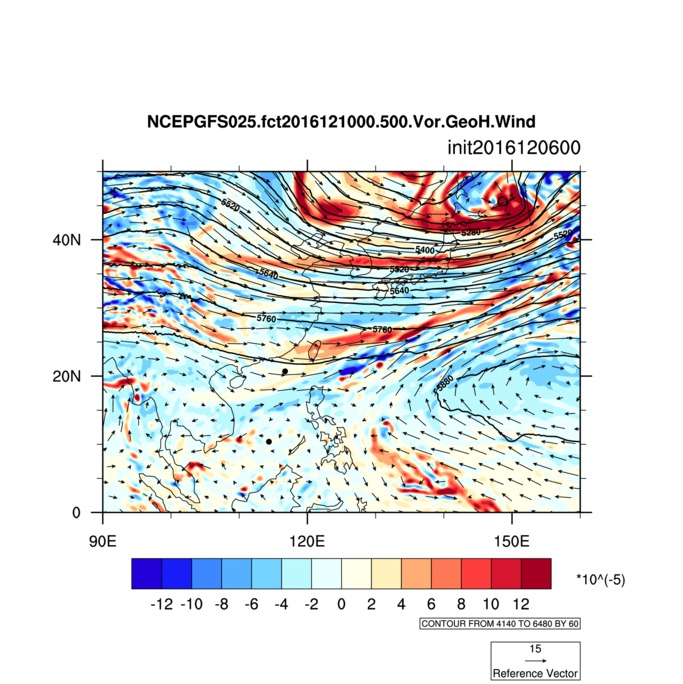 NCEPGFS025.fct2016121000.500.Vor.GeoH.Wind
init2016120600
5520
5280
5520
5400
5520
5640
5640
5760
5760
5880
40N
20N
0
90E 120E 150E
-12 -10 -8 -6 -4 -2 0 2 4 6 8 10 12
*10^(-5)
CONTOUR FROM 4140 TO 6480 BY 60
15
Reference Vector